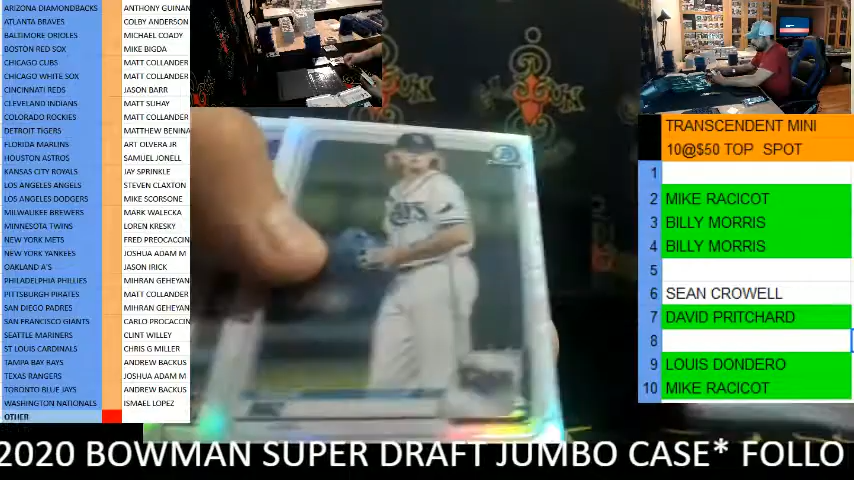 ARIZONA DIAMONDBACKS ANTHONY GUINAN
ATLANTA BRAVES COLBY ANDERSON
BALTIMORE ORIOLES MICHAEL COADY
BOSTON RED SOX MIKE BIGDA
CHICAGO CUBS MATT COLLANDER
CHICAGO WHITE SOX MATT COLLANDER
CINCINNATI REDS JASON BARR
CLEVELAND INDIANS MATT SUHAY
COLORADO ROCKIES MATT COLLANDER
DETROIT TIGERS MATTHEW BENINA
FLORIDA MARLINS ART OLVERA JR
HOUSTON ASTROS SAMUEL JONELL
KANSAS CITY ROYALS JAY SPRINKLE
LOS ANGELES ANGELS STEVEN CLAXTON
LOS ANGELES DODGERS MIKE SCORSONE
MILWAUKEE BREWERS MARK WALECKA
MINNESOTA TWINS LOREN KRESKY
NEW YORK METS FRED PREOCACCIN
NEW YORK YANKEES JOSHUA ADAM M
OAKLAND A'S JASON IRICK
PHILADELPHIA PHILLIES MIHRAN GEHEYAN
PITTSBURGH PIRATES MATT COLLANDER
SAN DIEGO PADRES MIHRAN GEHEYAN
SAN FRANCISCO GIANTS CARLO PROCACCIN
SEATTLE MARINERS CLINT WILLEY
ST LOUIS CARDINALS CHRIS G MILLER
TAMPA BAY RAYS ANDREW BACKUS
TEXAS RANGERS JOSHUA ADAM M
TORONTO BLUE JAYS ANDREW BACKUS
WASHINGTON NATIONALS ISMAEL LOPEZ
OTHER
RAYS
TRANSCENDENT MINI
10@$50 TOP SPOT
1
2 MIKE RACICOT
3 BILLY MORRIS
4 BILLY MORRIS
5
6 SEAN CROWELL
7 DAVID PRITCHARD
8
9 LOUIS DONDERO
10 MIKE RACICOT
2020 BOWMAN SUPER DRAFT JUMBO CASE* FOLLO